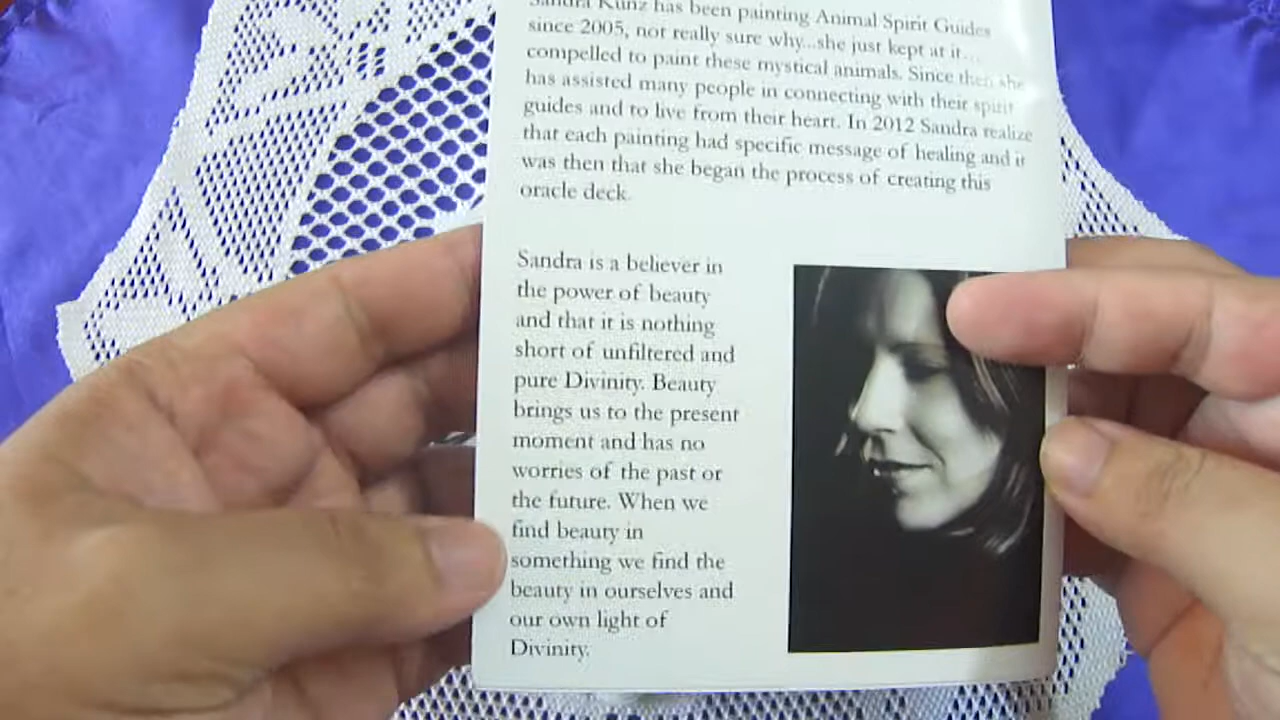 Sandra Kunz has been painting Animal Spirit Guides
since 2005, not really sure why...she just kept at it...
compelled to paint these mystical animals. Since then she
has assisted many people in connecting with their spirit
guides and to live from their heart. In 2012 Sandra realize
that each painting had specific message of healing and it
was then that she began the process of creating this
oracle deck.
Sandra is a believer in
the power of beauty
and that it is nothing
short of unfiltered and
pure Divinity. Beauty
brings us to the present
moment and has no
worries of the past or
the future. When we
find beauty in
something we find the
beauty in ourselves and
our own light of
Divinity.